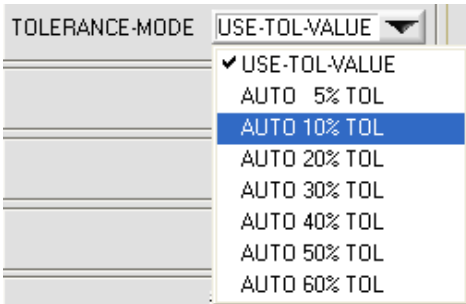 TOLERANCE-MODE USE-TOL-VALUE
✔USE-TOL-VALUE
AUTO 5% TOL
AUTO 10% TOL
AUTO 20% TOL
AUTO 30% TOL
AUTO 40% TOL
AUTO 50% TOL
AUTO 60% TOL